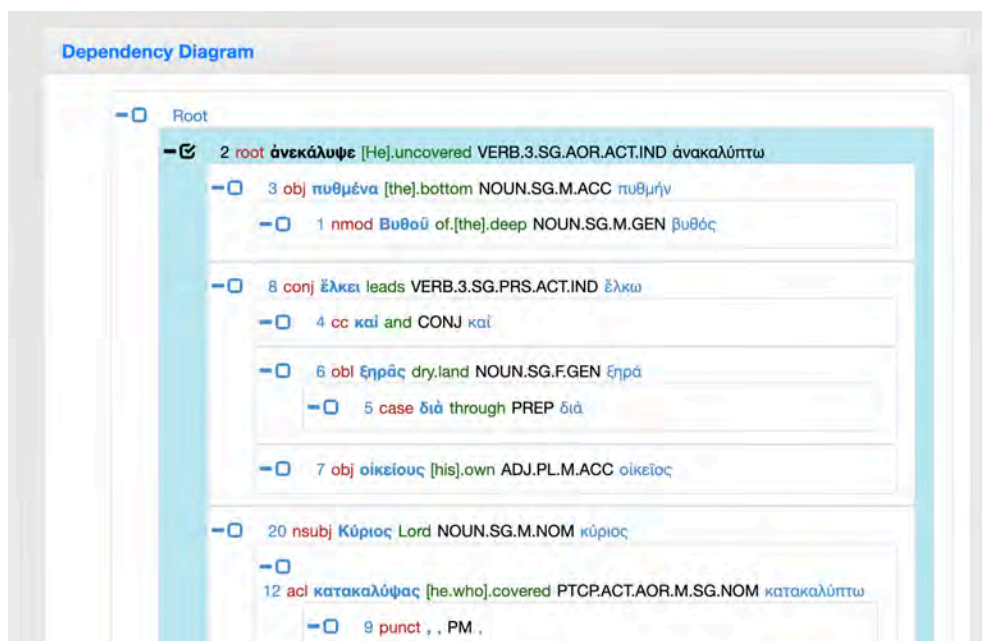 Dependency Diagram
Root
2 root ἀνεκάλυψε [He].uncovered VERB.3.SG.AOR.ACT.IND ἀνακαλύπτω
3 obj πυθμένα [the].bottom NOUN.SG.M.ACC πυθμήν
1 nmod Βυθοῦ of.[the].deep NOUN.SG.M.GEN βυθός
8 conj ἕλκει leads VERB.3.SG.PRS.ACT.IND ἕλκω
4 cc καί and CONJ καί
6 obl ξηρᾶς dry.land NOUN.SG.F.GEN ξηρά
5 case διὰ through PREP διά
7 obj οἰκείους [his].own ADJ.PL.M.ACC οἰκεῖος
20 nsubj Κύριος Lord NOUN.SG.M.NOM κύριος
12 acl κατακαλύψας [he.who].covered PTCP.ACT.AOR.M.SG.NOM κατακαλύπτω
9 punct , , PM ,